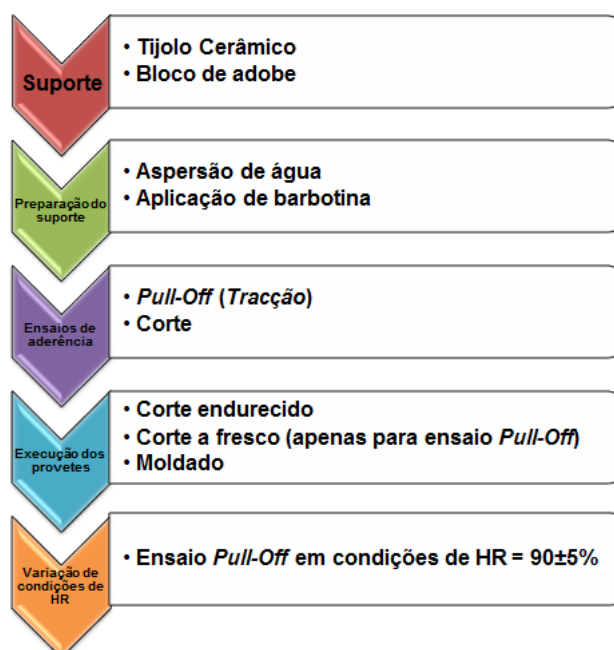 Suporte
• Tijolo Cerâmico
• Bloco de adobe
Preparação do
suporte
• Aspersão de água
• Aplicação de barbotina
Ensaios de
aderência
• Pull-Off (Tracção)
• Corte
Execução dos
provetes
• Corte endurecido
• Corte a fresco (apenas para ensaio Pull-Off)
• Moldado
Variação de
condições de
HR
• Ensaio Pull-Off em condições de HR = 90±5%